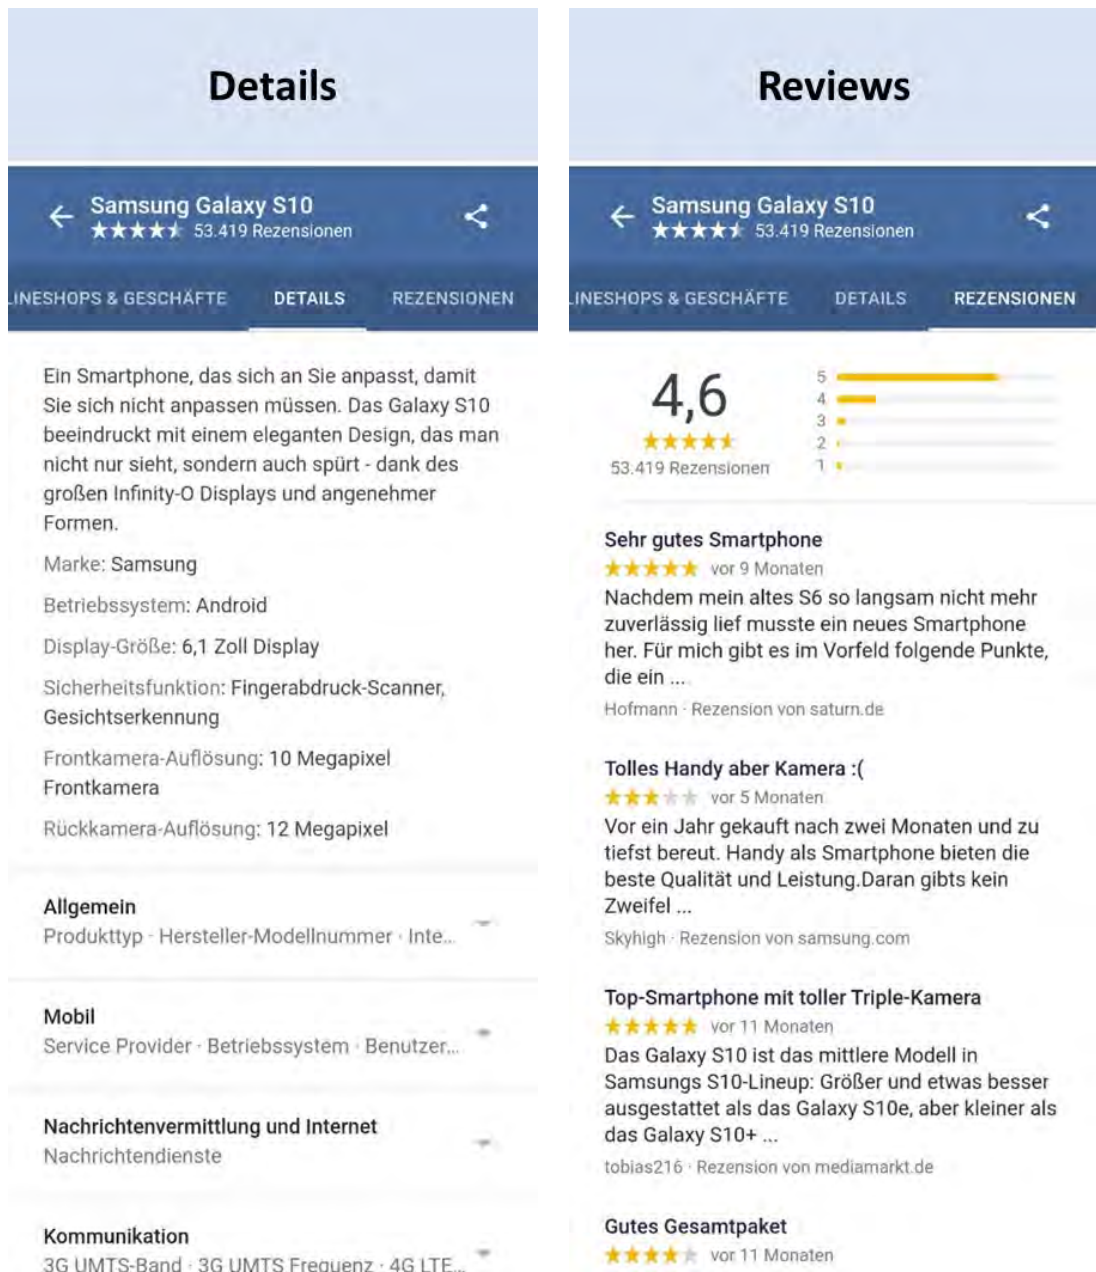 Details
Samsung Galaxy S10
53.419 Rezensionen
LINESHOPS & GESCHÄFTE DETAILS REZENSIONEN
Ein Smartphone, das sich an Sie anpasst, damit
Sie sich nicht anpassen müssen. Das Galaxy S10
beeindruckt mit einem eleganten Design, das man
nicht nur sieht, sondern auch spürt - dank des
großen Infinity-O Displays und angenehmer
Formen.
Marke: Samsung
Betriebssystem: Android
Display-Größe: 6,1 Zoll Display
Sicherheitsfunktion: Fingerabdruck-Scanner,
Gesichtserkennung
Frontkamera-Auflösung: 10 Megapixel
Frontkamera
Rückkamera-Auflösung: 12 Megapixel
Allgemein
Produkttyp · Hersteller-Modellnummer · Inte...
Mobil
Service Provider · Betriebssystem · Benutzer...
Nachrichtenvermittlung und Internet
Nachrichtendienste
Kommunikation
3G UMTS-Band · 3G UMTS Frequenz · 4G LTE...
Reviews
Samsung Galaxy S10
53.419 Rezensionen
LINESHOPS & GESCHÄFTE DETAILS REZENSIONEN
4,6
53.419 Rezensionen
5
4
3
2
1
Sehr gutes Smartphone
vor 9 Monaten
Nachdem mein altes S6 so langsam nicht mehr
zuverlässig lief musste ein neues Smartphone
her. Für mich gibt es im Vorfeld folgende Punkte,
die ein ...
Hofmann · Rezension von saturn.de
Tolles Handy aber Kamera :(
vor 5 Monaten
Vor ein Jahr gekauft nach zwei Monaten und zu
tiefst bereut. Handy als Smartphone bieten die
beste Qualität und Leistung.Daran gibts kein
Zweifel ...
Skyhigh · Rezension von samsung.com
Top-Smartphone mit toller Triple-Kamera
vor 11 Monaten
Das Galaxy S10 ist das mittlere Modell in
Samsungs S10-Lineup: Größer und etwas besser
ausgestattet als das Galaxy S10e, aber kleiner als
das Galaxy S10+ ...
tobias216 · Rezension von mediamarkt.de
Gutes Gesamtpaket
vor 11 Monaten